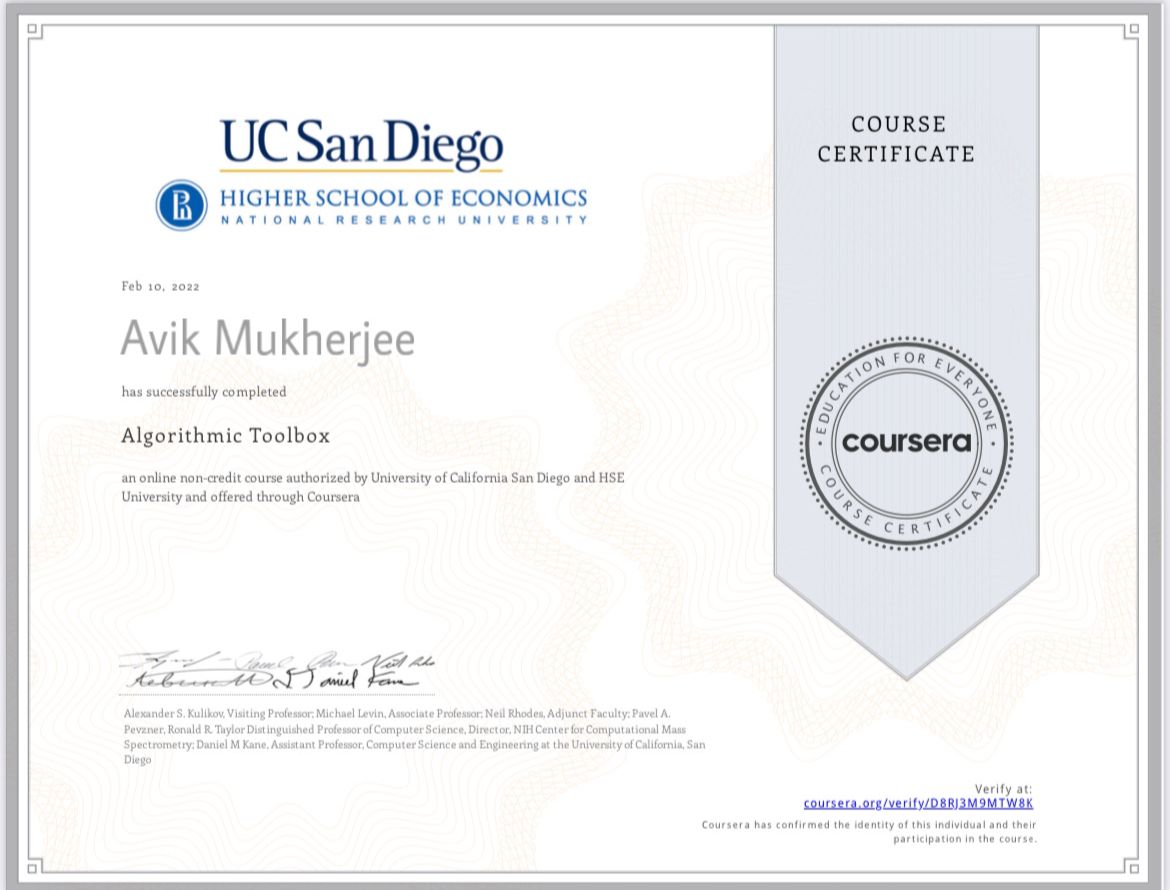 COURSE
CERTIFICATE
UC San Diego
HIGHER SCHOOL OF ECONOMICS
NATIONAL RESEARCH UNIVERSITY
Feb 10, 2022
Avik Mukherjee
has successfully completed
Algorithmic Toolbox
an online non-credit course authorized by University of California San Diego and HSE
University and offered through Coursera
EDUCATION FOR EVERYONE
coursera
COURSE CERTIFICATE
Daniel Kane
Alexander S. Kulikov, Visiting Professor; Michael Levin, Associate Professor; Neil Rhodes, Adjunct Faculty; Pavel A.
Pevzner, Ronald R. Taylor Distinguished Professor of Computer Science, Director, NIH Center for Computational Mass
Spectrometry; Daniel M Kane, Assistant Professor, Computer Science and Engineering at the University of California, San
Diego
Verify at:
coursera.org/verify/D8RJ3M9MTW8K
Coursera has confirmed the identity of this individual and their
participation in the course.